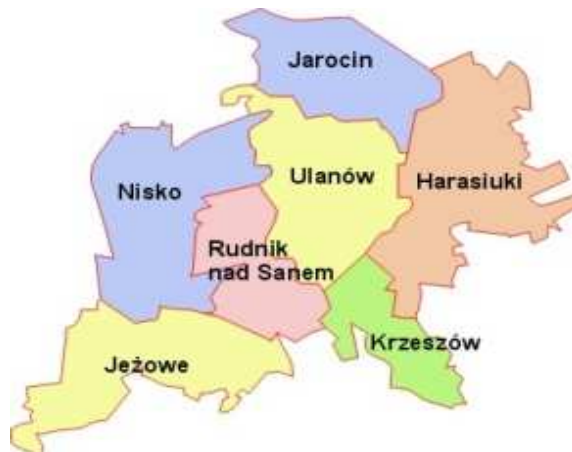 Jarocin
Ulanów
Harasiuki
Nisko
Rudnik
nad Sanem
Krzeszów
Jeżowe